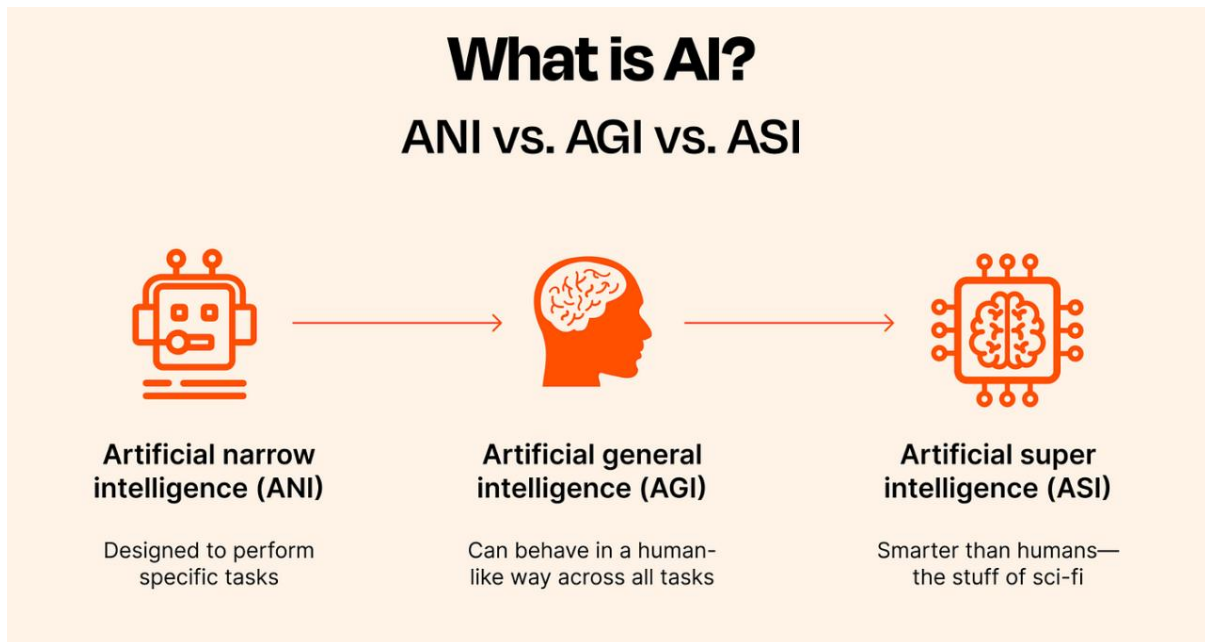 What is AI?
ANI vs. AGI vs. ASI
Artificial narrow
intelligence (ANI)
Designed to perform
specific tasks
Artificial general
intelligence (AGI)
Can behave in a human-
like way across all tasks
Artificial super
intelligence (ASI)
Smarter than humans—
the stuff of sci-fi